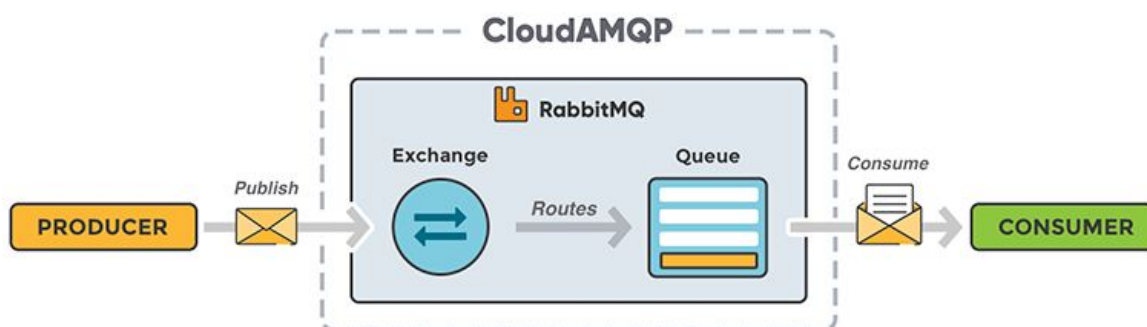 CloudAMQP
RabbitMQ
Exchange
Queue
Publish
Routes
Consume
PRODUCER
CONSUMER